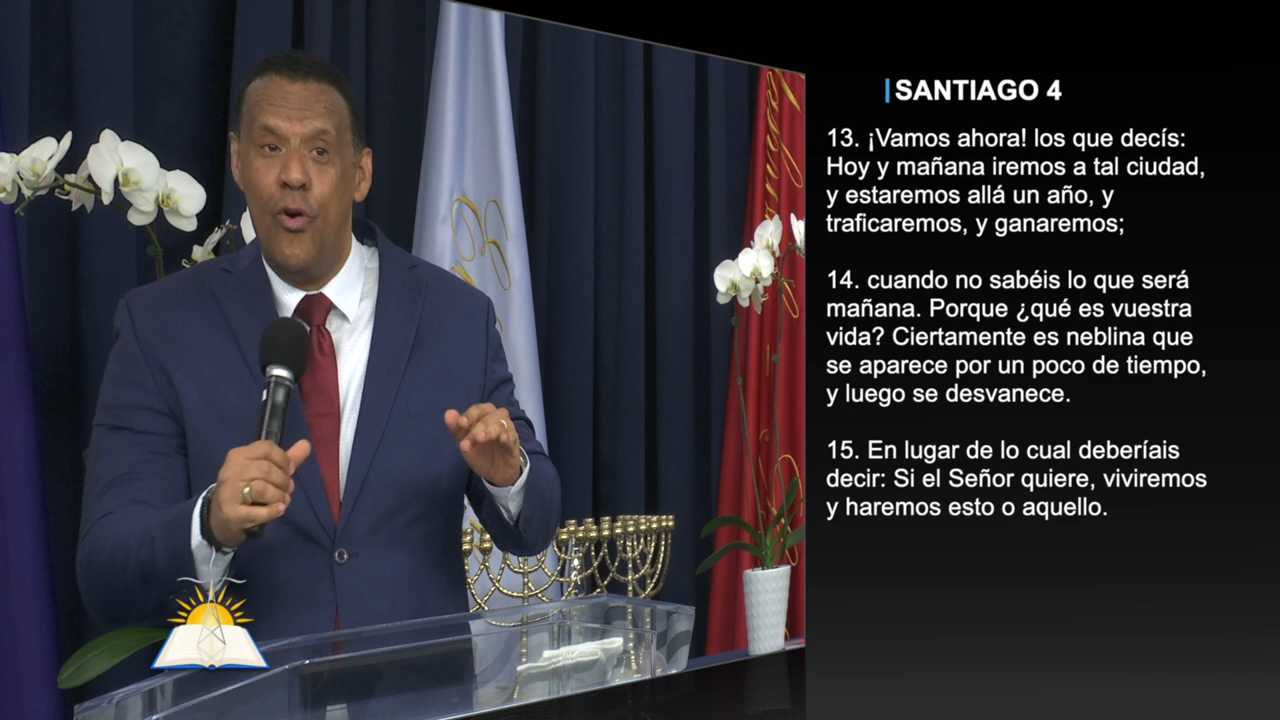 SANTIAGO 4
13. ¡Vamos ahora! los que decís:
Hoy y mañana iremos a tal ciudad,
y estaremos allá un año, y
traficaremos, y ganaremos;
14. cuando no sabéis lo que será
mañana. Porque ¿qué es vuestra
vida? Ciertamente es neblina que
se aparece por un poco de tiempo,
y luego se desvanece.
15. En lugar de lo cual deberíais
decir: Si el Señor quiere, viviremos
y haremos esto o aquello.